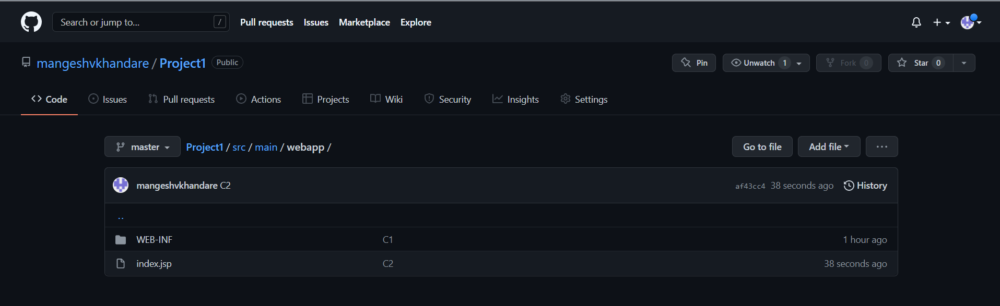 Search or jump to... / Pull requests Issues Marketplace Explore
mangeshvkhandare / Project1 Public Pin Unwatch 1 Fork 0 Star 0
Code Issues Pull requests Actions Projects Wiki Security Insights Settings
master Project1 / src / main / webapp / Go to file Add file ...
mangeshvkhandare C2 af43cc4 38 seconds ago History
..
WEB-INF C1 1 hour ago
index.jsp C2 38 seconds ago